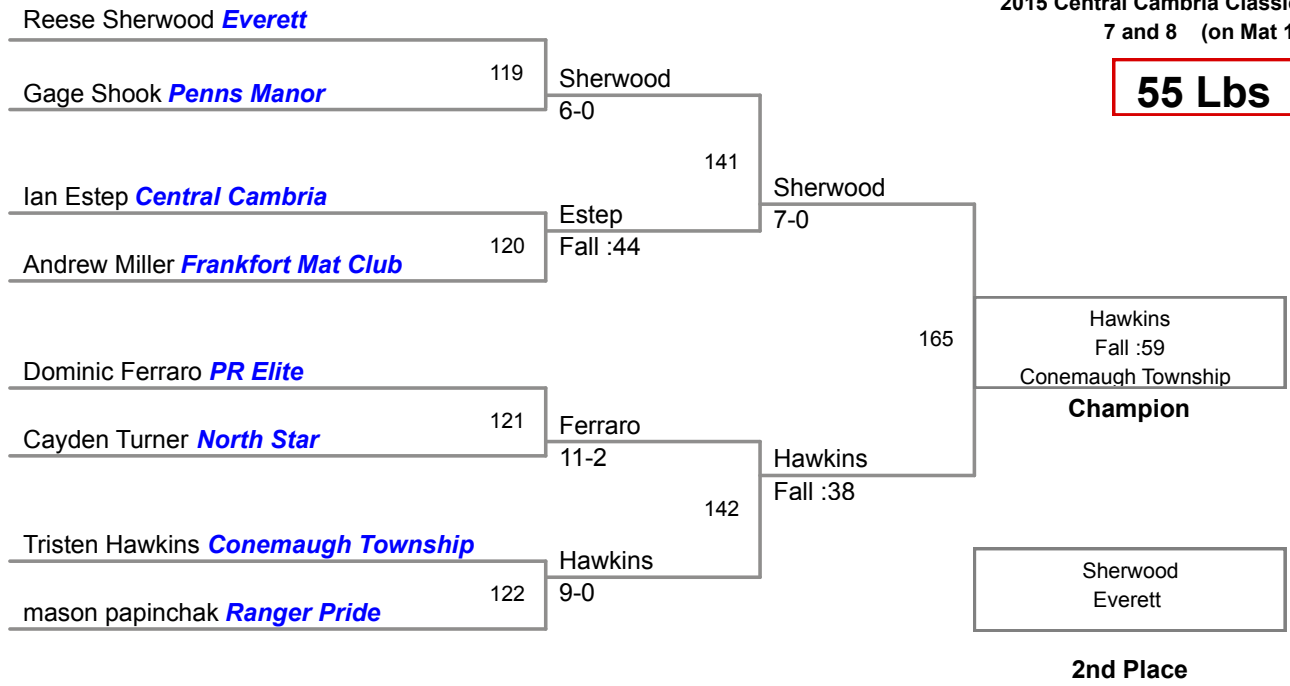 2015 Central Cambria Classic
7 and 8 (on Mat 1
55 Lbs
Reese Sherwood Everett
119
Gage Shook Penns Manor
Sherwood
6-0
141
Ian Estep Central Cambria
120
Andrew Miller Frankfort Mat Club
Estep
Fall :44
Sherwood
7-0
165
Dominic Ferraro PR Elite
121
Cayden Turner North Star
Ferraro
11-2
142
Tristen Hawkins Conemaugh Township
122
mason papinchak Ranger Pride
Hawkins
9-0
Hawkins
Fall :38
Hawkins
Fall :59
Conemaugh Township
Champion
Sherwood
Everett
2nd Place